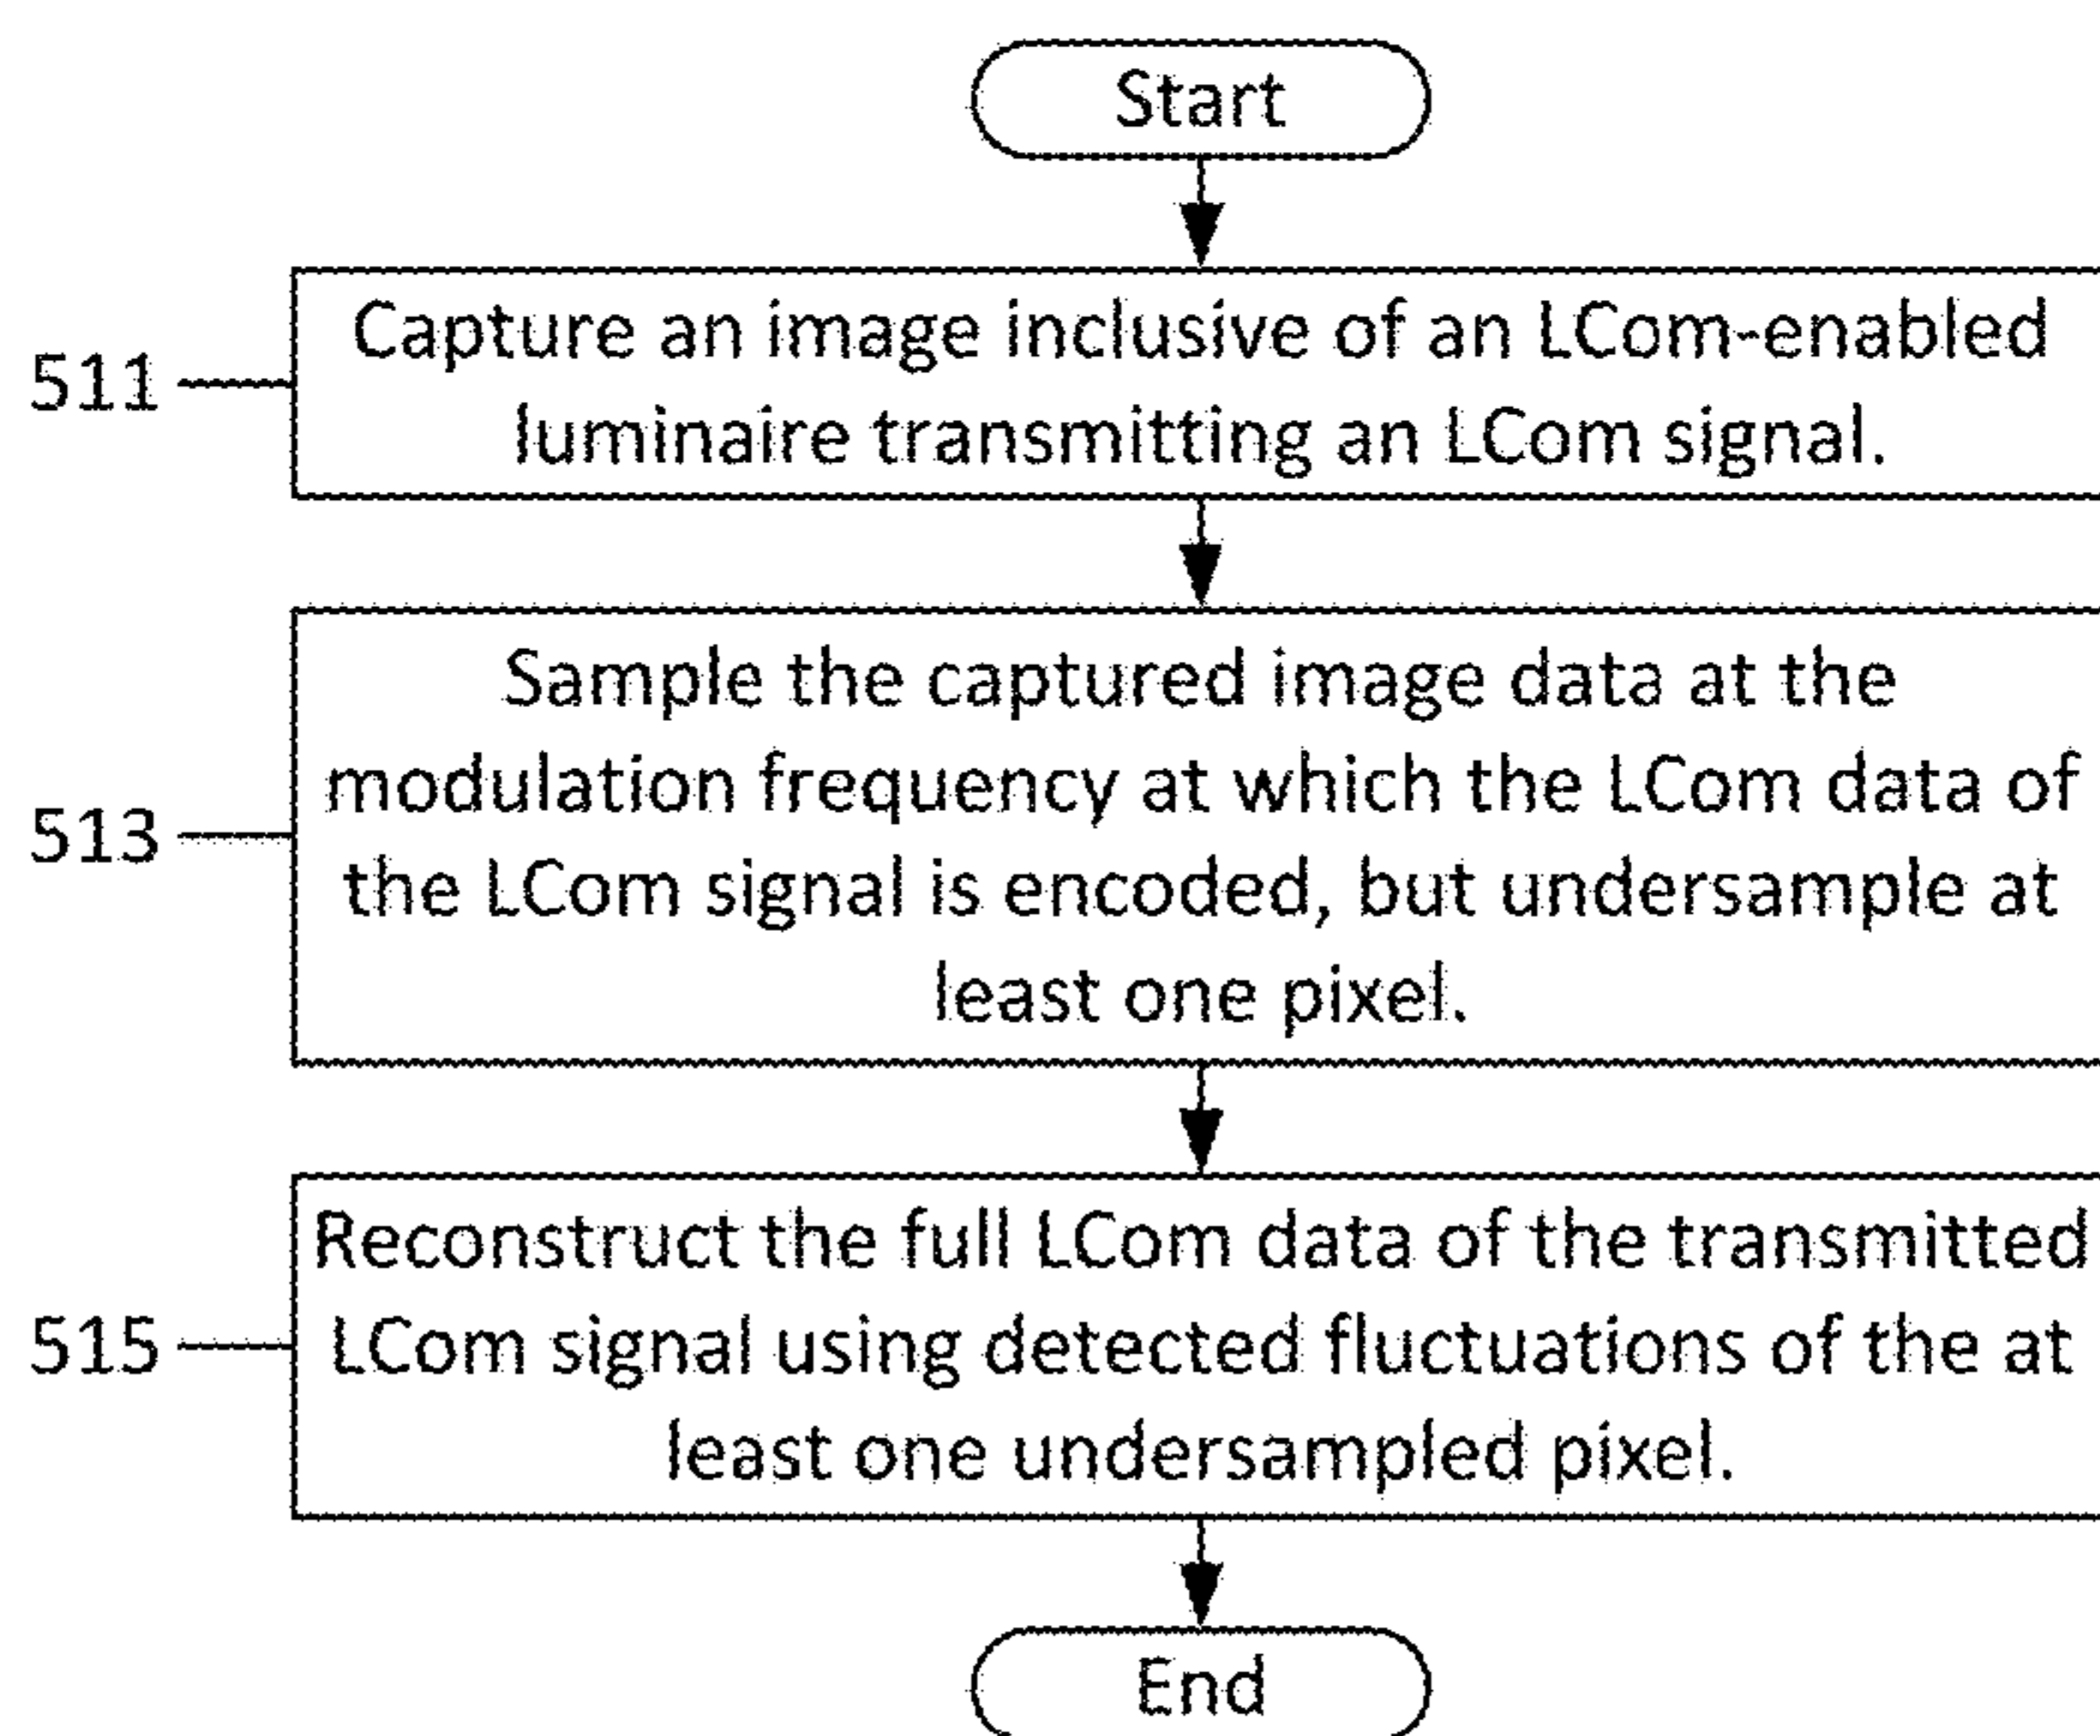 Start
511
Capture an image inclusive of an LCom-enabled
luminaire transmitting an LCom signal.
513
Sample the captured image data at the
modulation frequency at which the LCom data of
the LCom signal is encoded, but undersample at
least one pixel.
515
Reconstruct the full LCom data of the transmitted
LCom signal using detected fluctuations of the at
least one undersampled pixel.
End